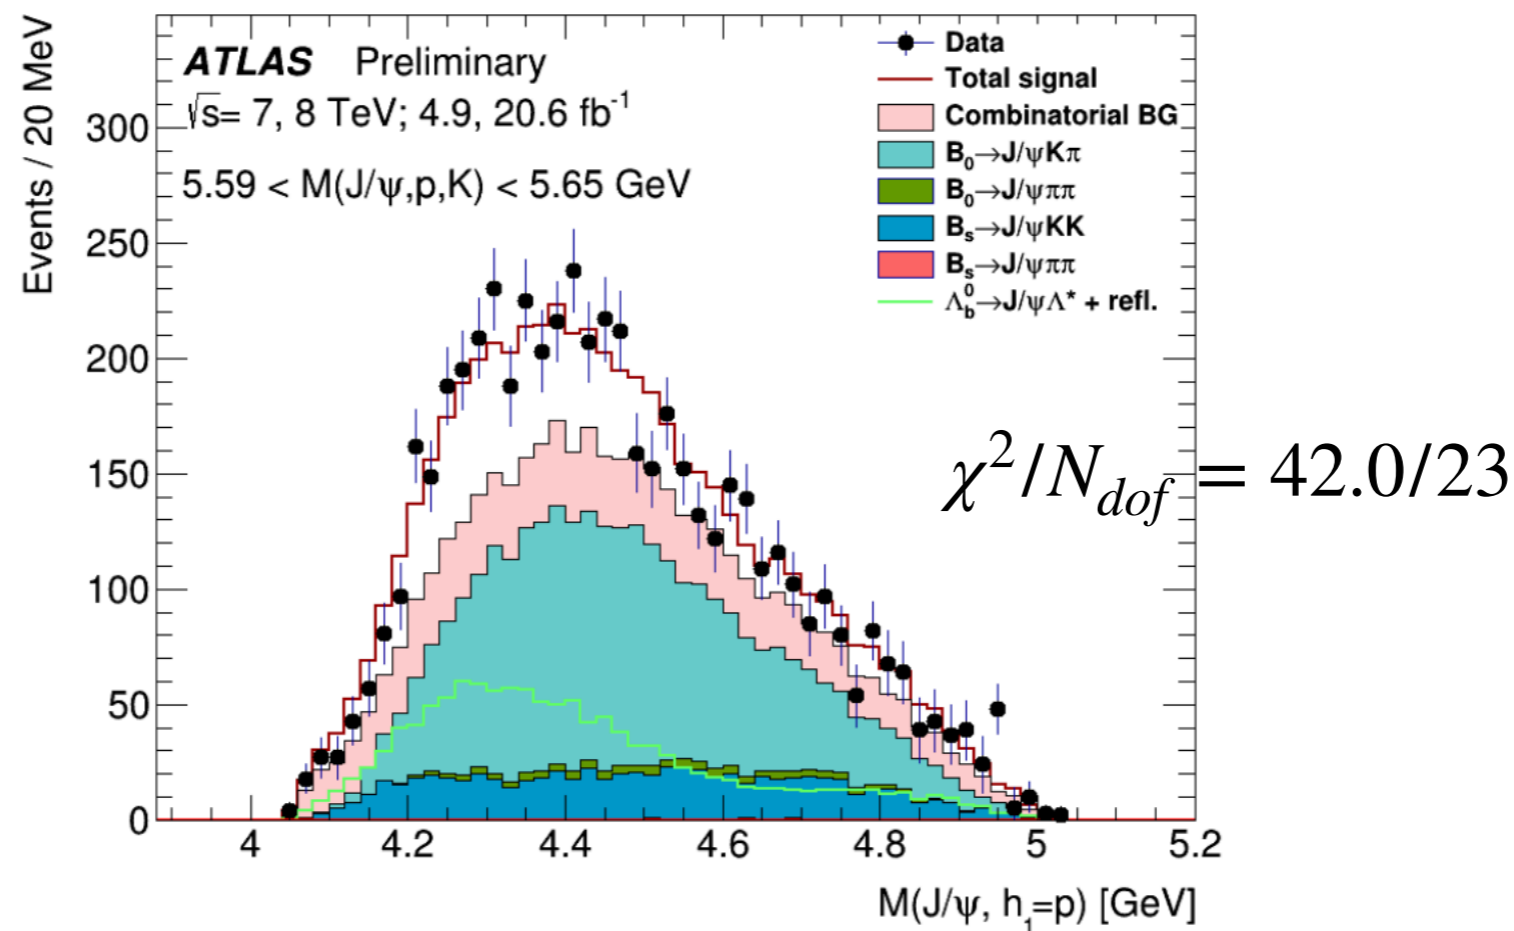 Events / 20 MeV
ATLAS Preliminary
√s= 7, 8 TeV; 4.9, 20.6 fb⁻¹
5.59 < M(J/ψ,p,K) < 5.65 GeV
Data
Total signal
Combinatorial BG
B₀→J/ψKπ
B₀→J/ψππ
Bₛ→J/ψKK
Bₛ→J/ψππ
Λ⁰_b→J/ψΛ* + refl.
χ²/N_dof = 42.0/23
300
250
200
150
100
50
0
4 4.2 4.4 4.6 4.8 5 5.2
M(J/ψ, h₁=p) [GeV]